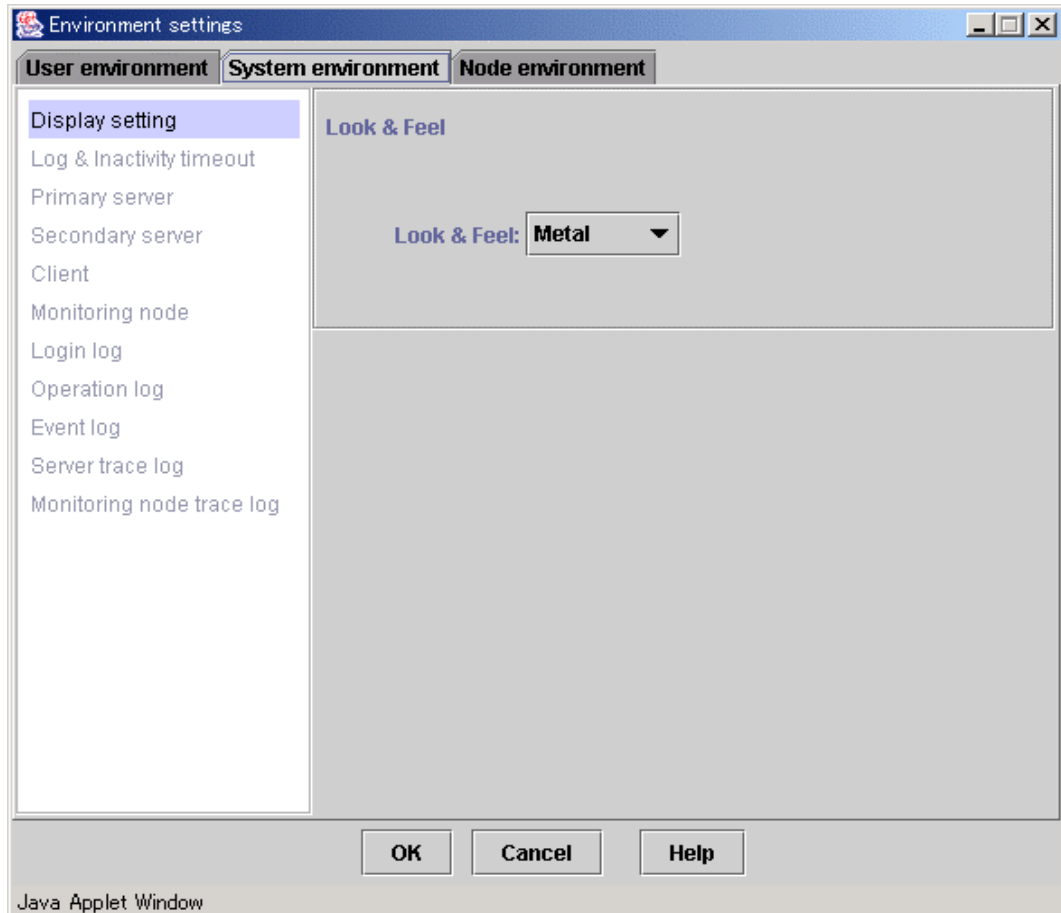 Environment settings
User environment System environment Node environment
Display setting
Log & Inactivity timeout
Primary server
Secondary server
Client
Monitoring node
Login log
Operation log
Event log
Server trace log
Monitoring node trace log
Look & Feel
Look & Feel: Metal
OK Cancel Help
Java Applet Window